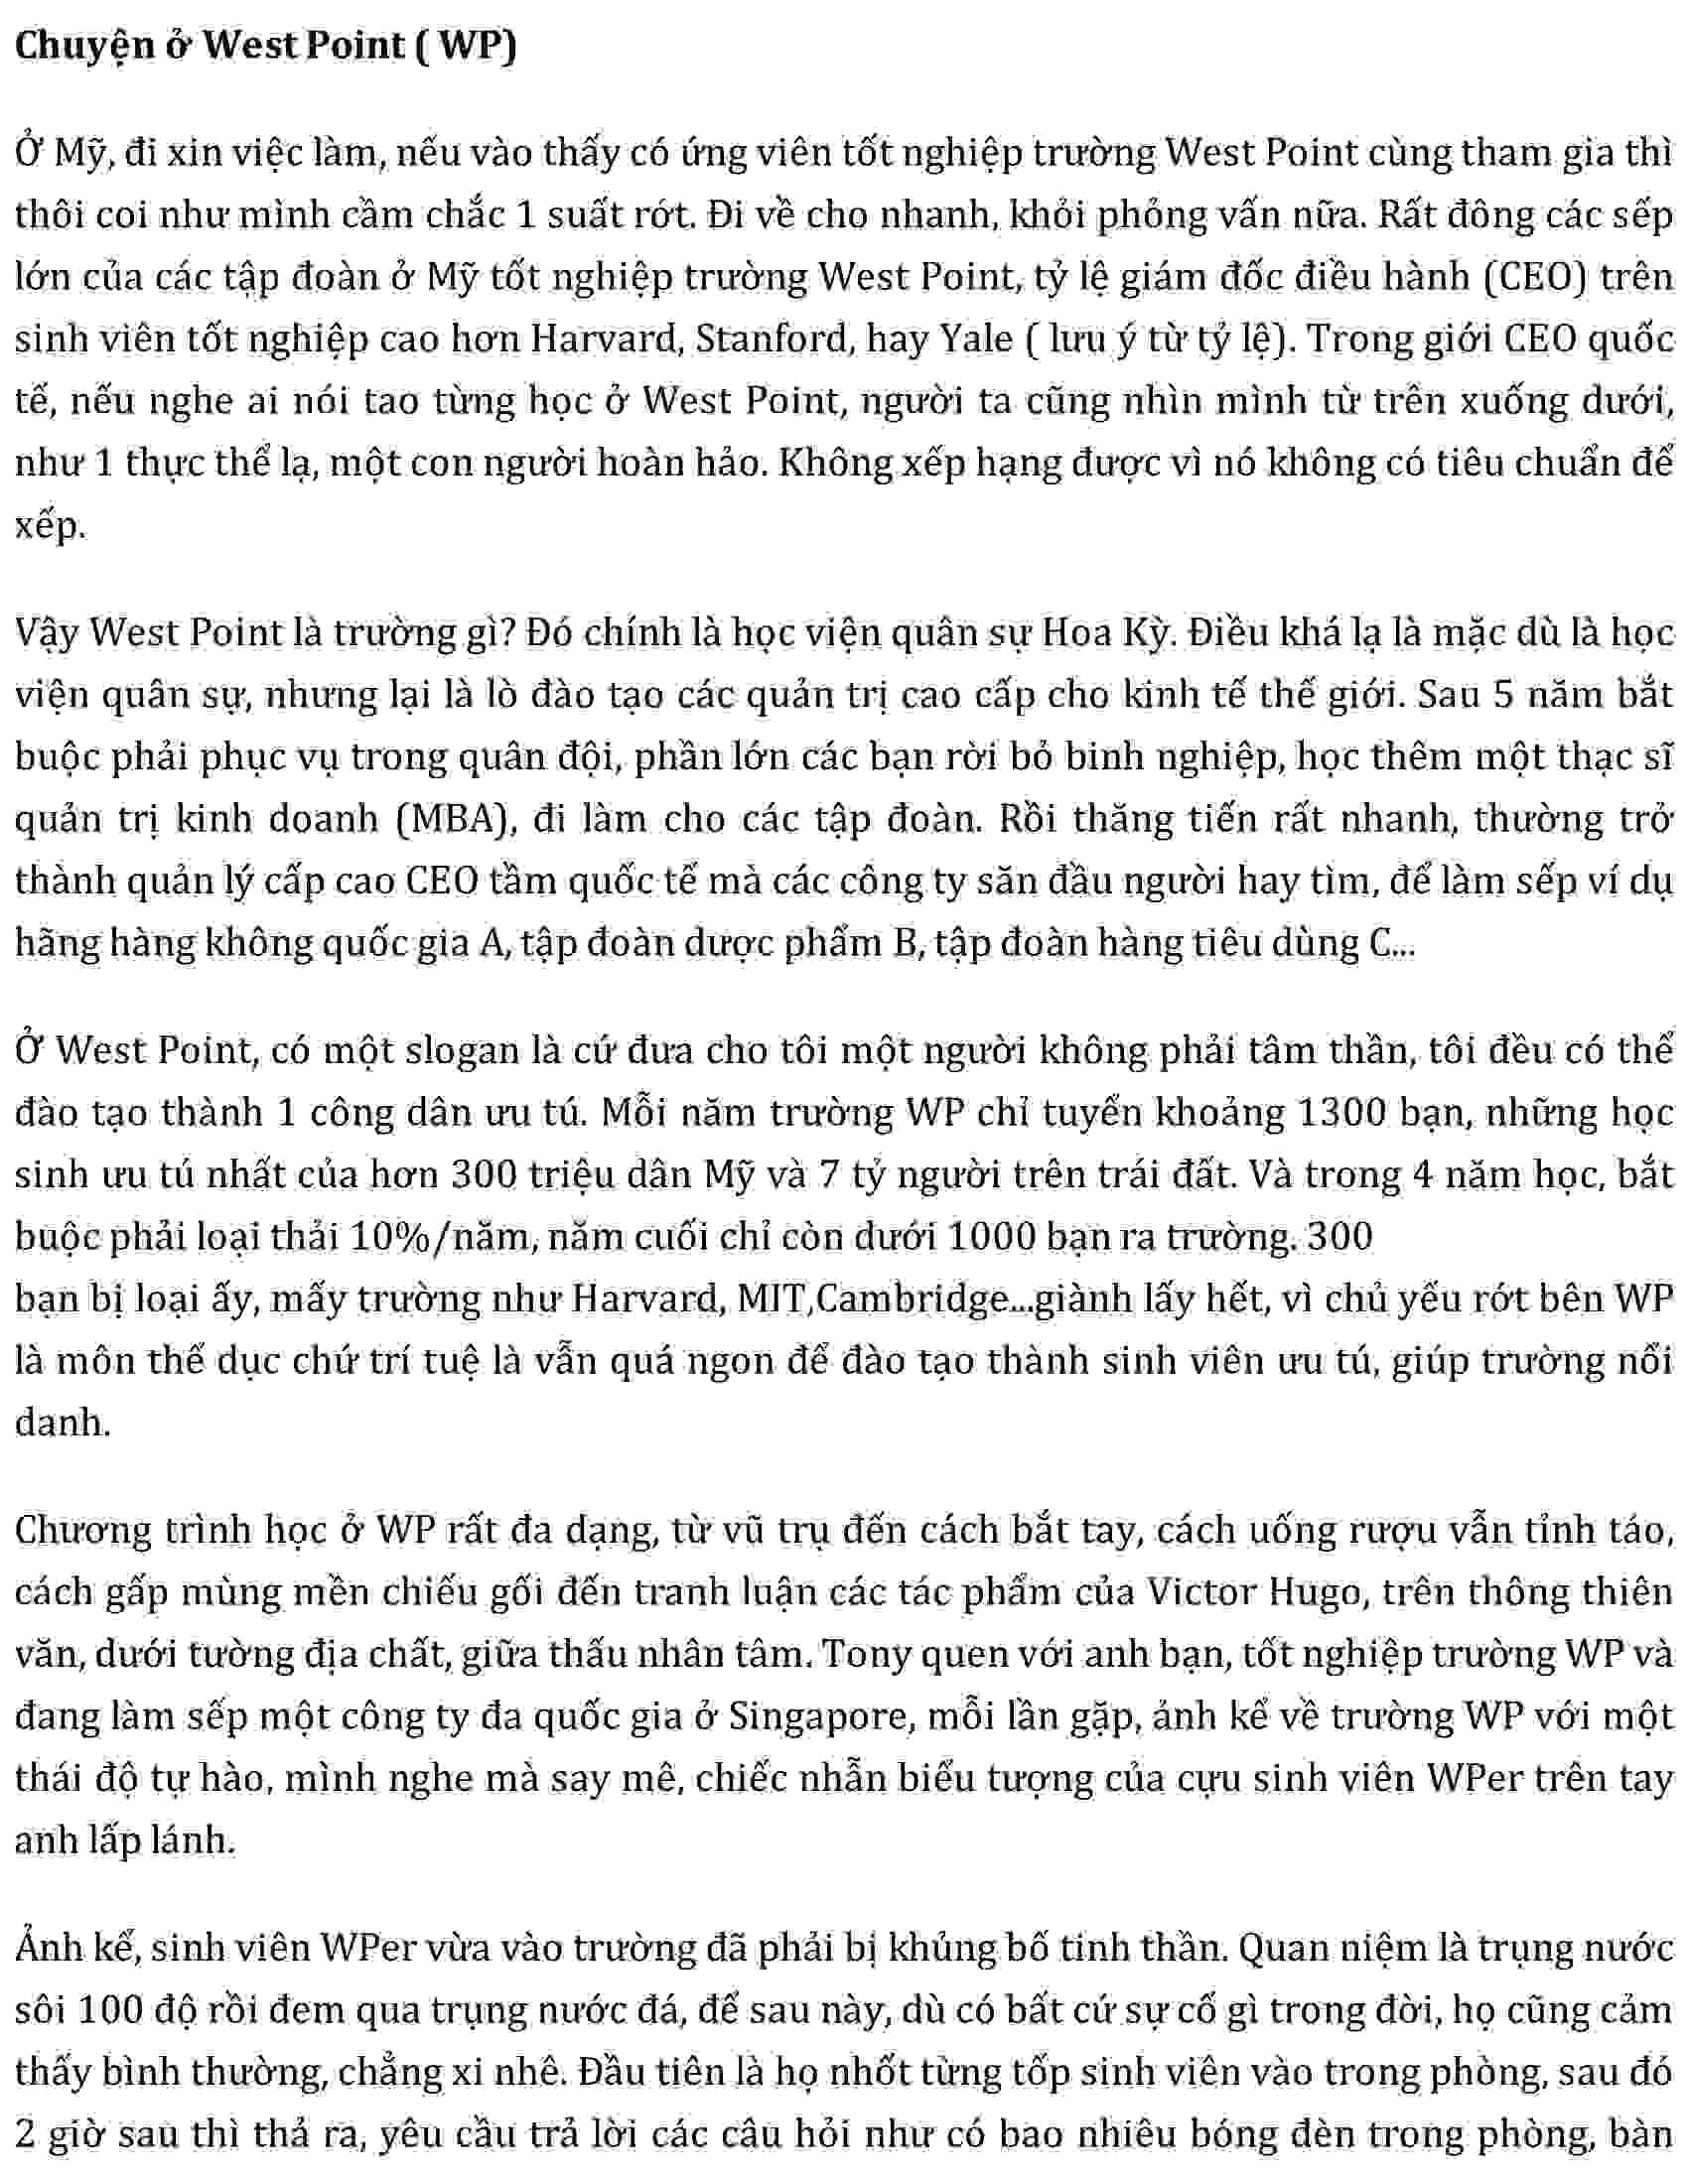 Chuyện ở West Point ( WP)
Ở Mỹ, đi xin việc làm, nếu vào thấy có ứng viên tốt nghiệp trường West Point cùng tham gia thì
thôi coi như mình cầm chắc 1 suất rớt. Đi về cho nhanh, khỏi phỏng vấn nữa. Rất đông các sếp
lớn của các tập đoàn ở Mỹ tốt nghiệp trường West Point, tỷ lệ giám đốc điều hành (CEO) trên
sinh viên tốt nghiệp cao hơn Harvard, Stanford, hay Yale ( lưu ý từ tỷ lệ). Trong giới CEO quốc
tế, nếu nghe ai nói tao từng học ở West Point, người ta cũng nhìn mình từ trên xuống dưới,
như 1 thực thể lạ, một con người hoàn hảo. Không xếp hạng được vì nó không có tiêu chuẩn để
xếp.
Vậy West Point là trường gì? Đó chính là học viện quân sự Hoa Kỳ. Điều khá lạ là mặc dù là học
viện quân sự, nhưng lại là lò đào tạo các quản trị cao cấp cho kinh tế thế giới. Sau 5 năm bắt
buộc phải phục vụ trong quân đội, phần lớn các bạn rời bỏ binh nghiệp, học thêm một thạc sĩ
quản trị kinh doanh (MBA), đi làm cho các tập đoàn. Rồi thăng tiến rất nhanh, thường trở
thành quản lý cấp cao CEO tầm quốc tế mà các công ty săn đầu người hay tìm, để làm sếp ví dụ
hãng hàng không quốc gia A, tập đoàn dược phẩm B, tập đoàn hàng tiêu dùng C...
Ở West Point, có một slogan là cứ đưa cho tôi một người không phải tâm thần, tôi đều có thể
đào tạo thành 1 công dân ưu tú. Mỗi năm trường WP chỉ tuyển khoảng 1300 bạn, những học
sinh ưu tú nhất của hơn 300 triệu dân Mỹ và 7 tỷ người trên trái đất. Và trong 4 năm học, bắt
buộc phải loại thải 10%/năm, năm cuối chỉ còn dưới 1000 bạn ra trường. 300
bạn bị loại ấy, mấy trường như Harvard, MIT,Cambridge...giành lấy hết, vì chủ yếu rớt bên WP
là môn thể dục chứ trí tuệ là vẫn quá ngon để đào tạo thành sinh viên ưu tú, giúp trường nổi
danh.
Chương trình học ở WP rất đa dạng, từ vũ trụ đến cách bắt tay, cách uống rượu vẫn tỉnh táo,
cách gấp mùng mền chiếu gối đến tranh luận các tác phẩm của Victor Hugo, trên thông thiên
văn, dưới tường địa chất, giữa thấu nhân tâm. Tony quen với anh bạn, tốt nghiệp trường WP và
đang làm sếp một công ty đa quốc gia ở Singapore, mỗi lần gặp, ảnh kể về trường WP với một
thái độ tự hào, mình nghe mà say mê, chiếc nhẫn biểu tượng của cựu sinh viên WPer trên tay
anh lấp lánh.
Ảnh kể, sinh viên WPer vừa vào trường đã phải bị khủng bố tinh thần. Quan niệm là trụng nước
sôi 100 độ rồi đem qua trụng nước đá, để sau này, dù có bất cứ sự cố gì trong đời, họ cũng cảm
thấy bình thường, chẳng xi nhê. Đầu tiên là họ nhốt từng tốp sinh viên vào trong phòng, sau đó
2 giờ sau thì thả ra, yêu cầu trả lời các câu hỏi như có bao nhiêu bóng đèn trong phòng, bàn